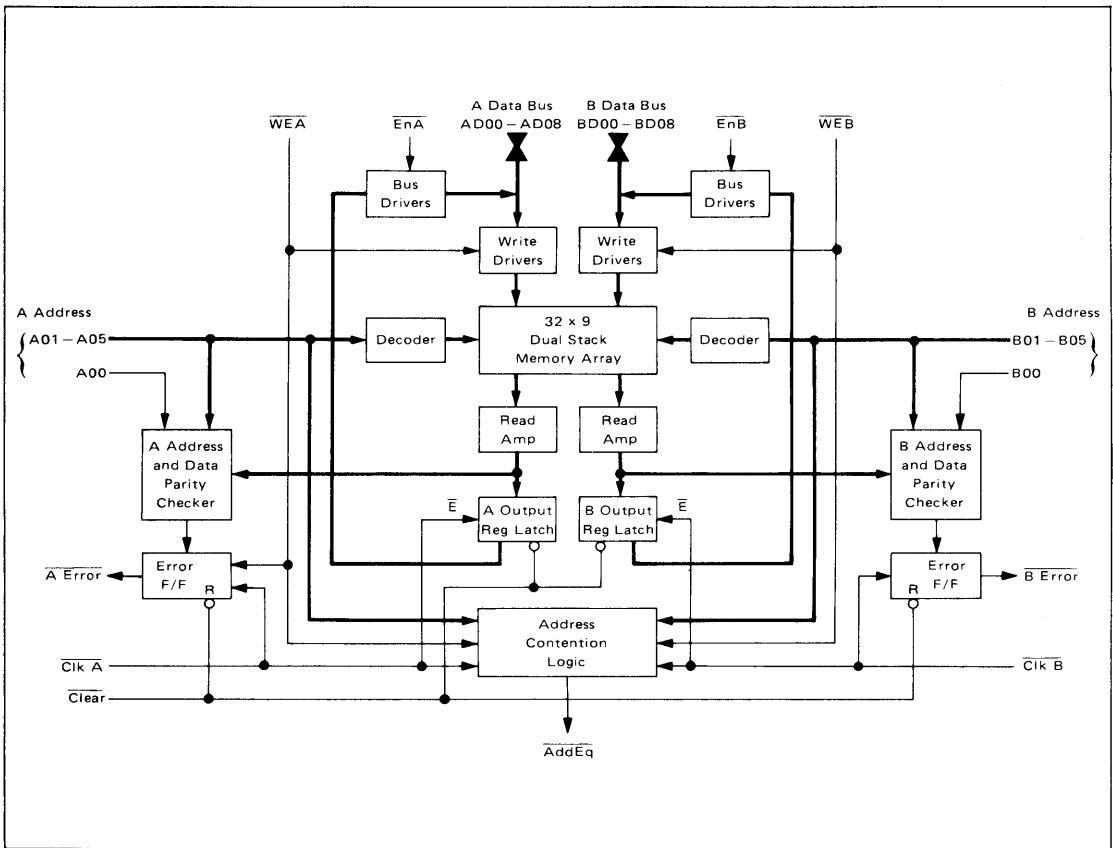 A Data Bus
AD00–AD08
B Data Bus
BD00–BD08
WEA
EnA
EnB
WEB
Bus
Drivers
Bus
Drivers
Write
Drivers
Write
Drivers
A Address
A01–A05
A00
Decoder
32 x 9
Dual Stack
Memory Array
Decoder
B Address
B01–B05
B00
Read
Amp
Read
Amp
A Address
and Data
Parity
Checker
B Address
and Data
Parity
Checker
E
A Output
Reg Latch
B Output
Reg Latch
E
A Error
Error
F/F
R
Error
F/F
R
B Error
Address
Contention
Logic
Clk A
Clk B
Clear
AddEq